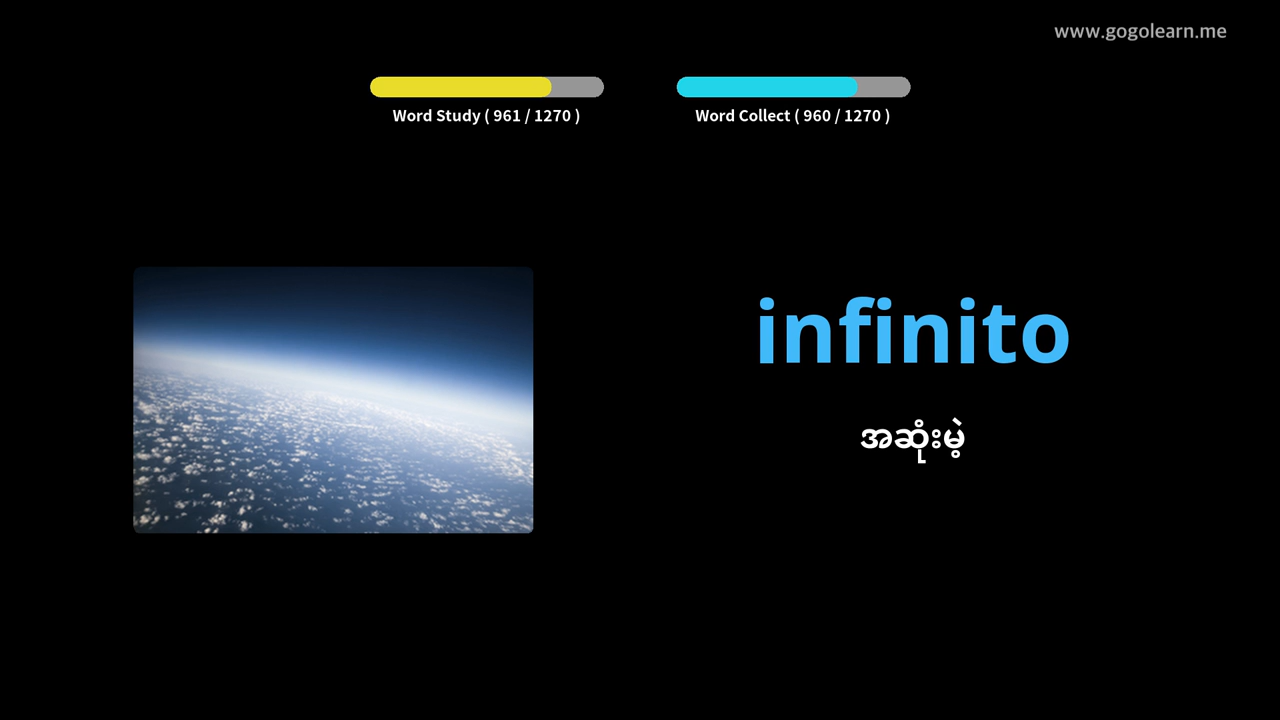 www.gogolearn.me
Word Study ( 961 / 1270 )
Word Collect ( 960 / 1270 )
infinito
အဆုံးမဲ့